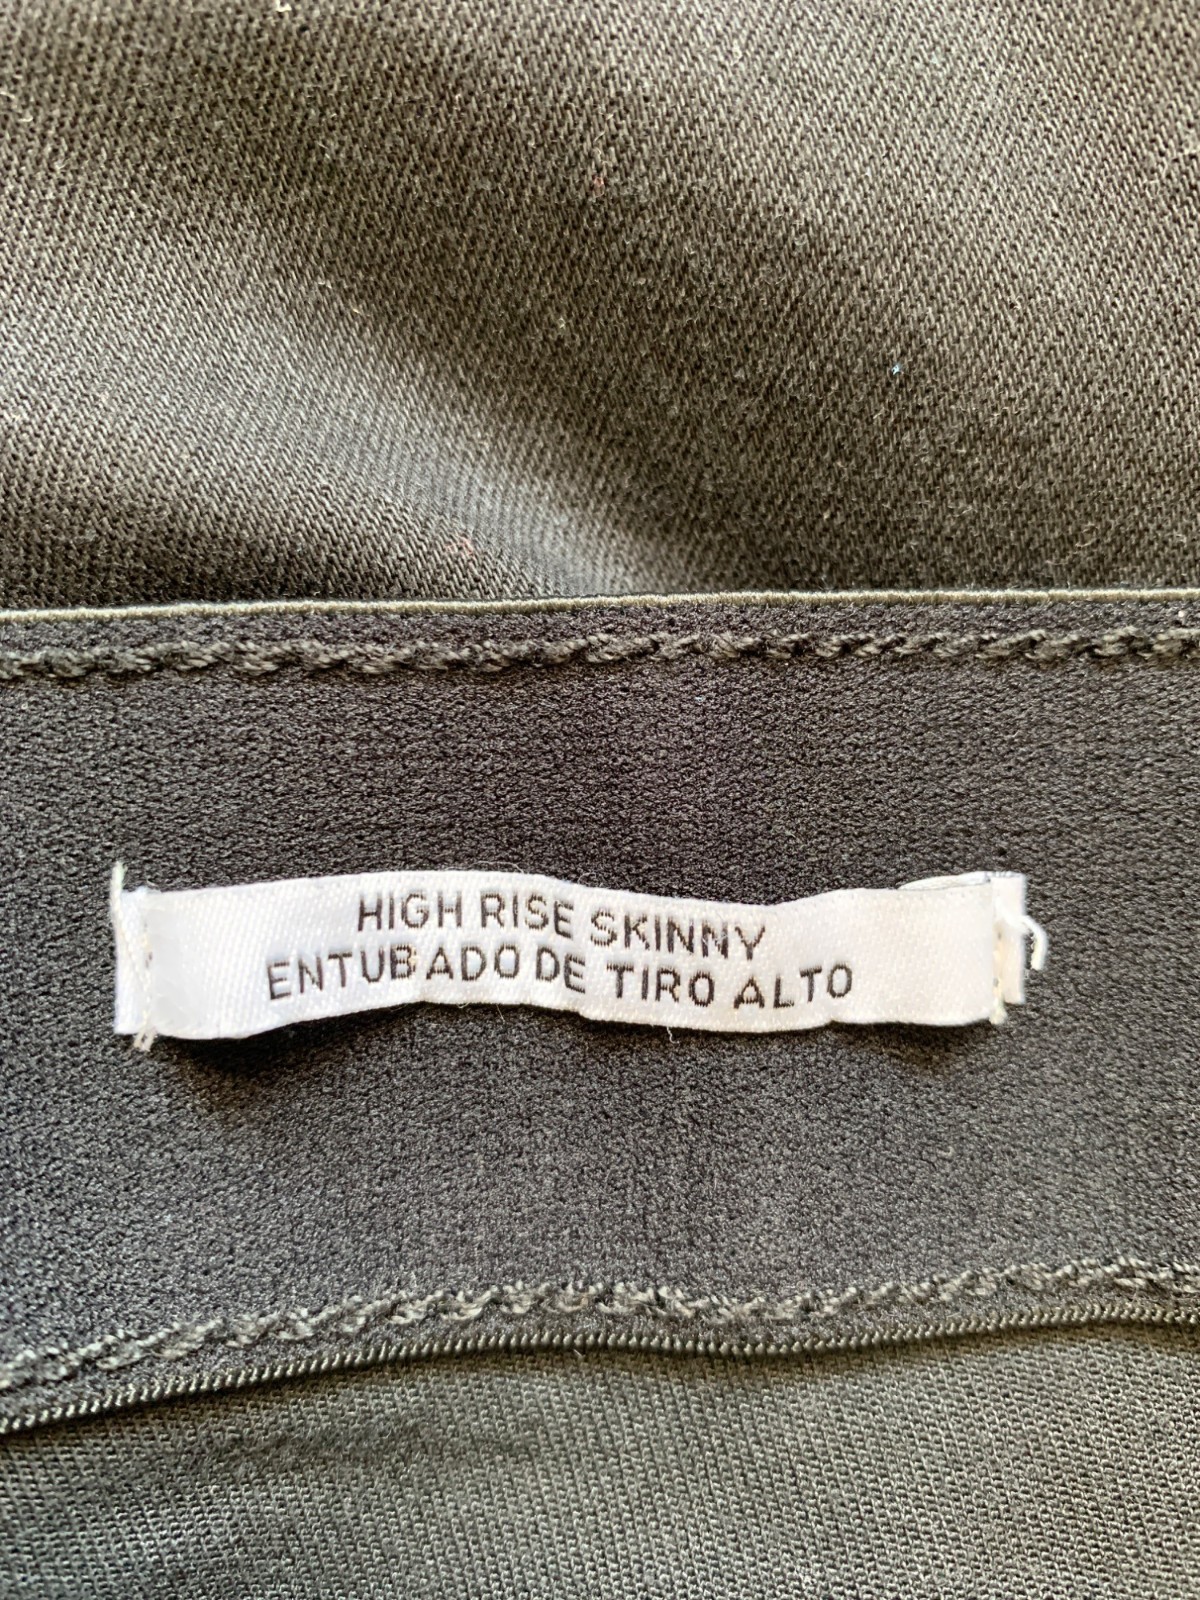 HIGH RISE SKINNY
ENTUBADO DE TIRO ALTO